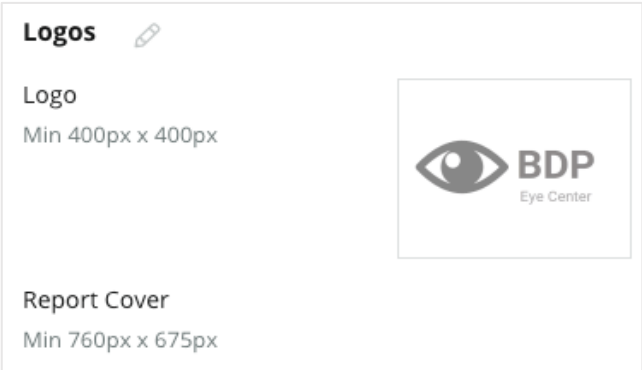 Logos
Logo
Min 400px x 400px
BDP
Eye Center
Report Cover
Min 760px x 675px